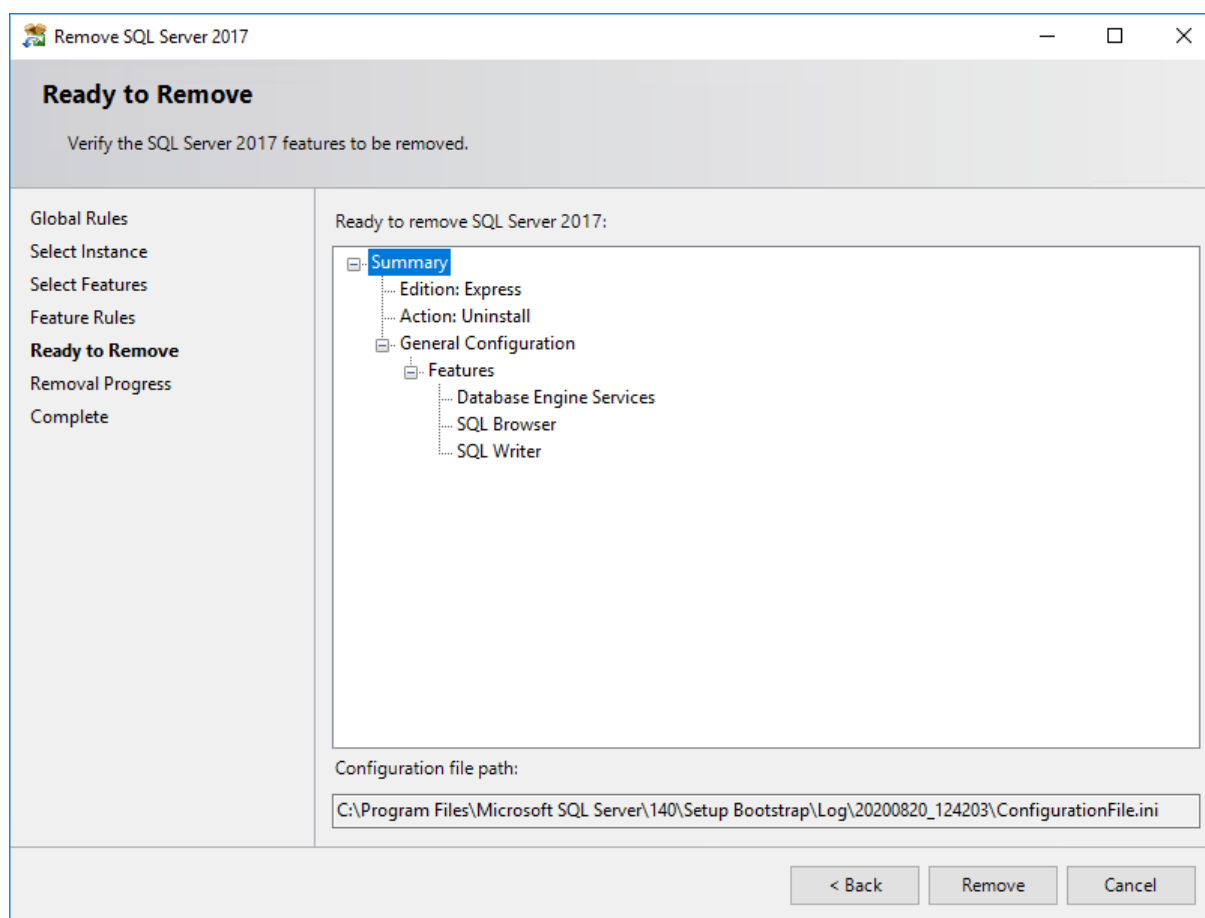 Remove SQL Server 2017
Ready to Remove
Verify the SQL Server 2017 features to be removed.
Global Rules
Select Instance
Select Features
Feature Rules
Ready to Remove
Removal Progress
Complete
Ready to remove SQL Server 2017:
Summary
Edition: Express
Action: Uninstall
General Configuration
Features
Database Engine Services
SQL Browser
SQL Writer
Configuration file path:
C:\Program Files\Microsoft SQL Server\140\Setup Bootstrap\Log\20200820_124203\ConfigurationFile.ini
< Back Remove Cancel